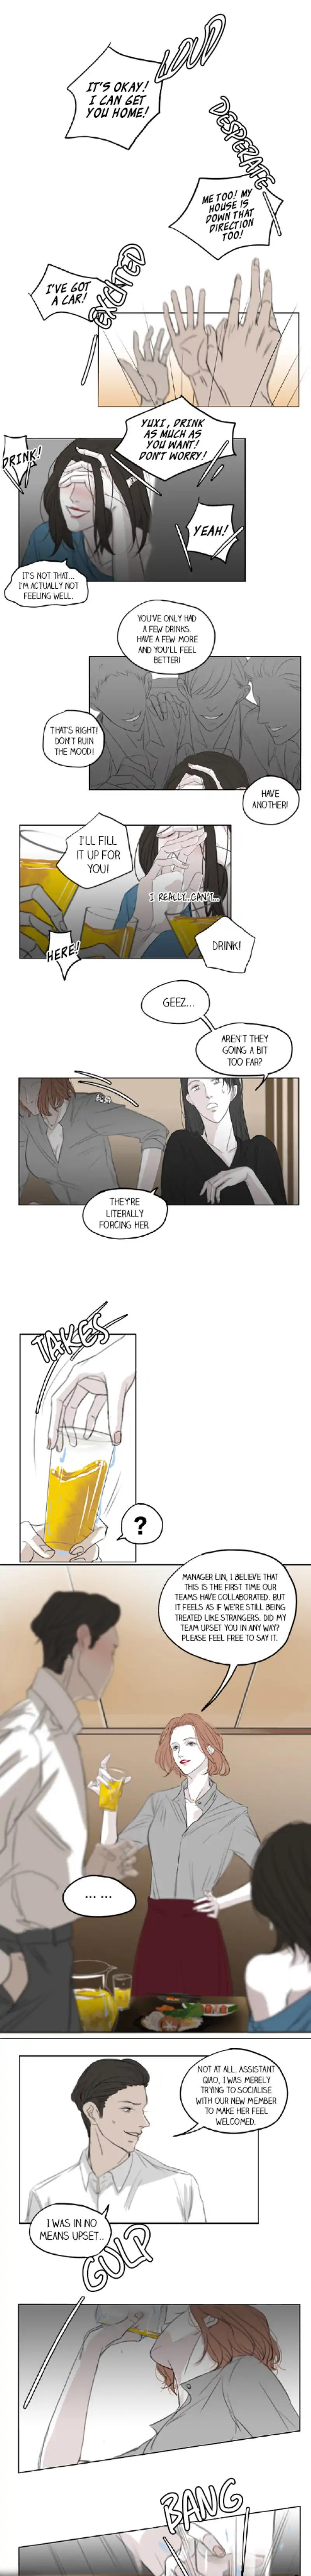 LOUD
IT'S OKAY!
I CAN GET
YOU HOME!
DESPERATE
ME TOO! MY
HOUSE IS
DOWN THAT
DIRECTION
TOO!
EXCITED
I'VE GOT
A CAR!
YUXI, DRINK
AS MUCH AS
YOU WANT!
DON'T WORRY!
DRINK!
YEAH!
IT'S NOT THAT...
I'M ACTUALLY NOT
FEELING WELL.
YOU'VE ONLY HAD
A FEW DRINKS.
HAVE A FEW MORE
AND YOU'LL FEEL
BETTER!
THAT'S RIGHT!
DON'T RUIN
THE MOOD!
HAVE
ANOTHER!
I'LL FILL
IT UP FOR
YOU!
I REALLY...CAN'T...
HERE!
DRINK!
GEEZ...
AREN'T THEY
GOING A BIT
TOO FAR?
THEY'RE
LITERALLY
FORCING HER.
TAKES
?
MANAGER LIN, I BELIEVE THAT
THIS IS THE FIRST TIME OUR
TEAMS HAVE COLLABORATED. BUT
IT FEELS AS IF WE'RE STILL BEING
TREATED LIKE STRANGERS. DID MY
TEAM UPSET YOU IN ANY WAY?
PLEASE FEEL FREE TO SAY IT.
... ...
NOT AT ALL. ASSISTANT
QIAO, I WAS MERELY
TRYING TO SOCIALISE
WITH OUR NEW MEMBER
TO MAKE HER FEEL
WELCOMED.
I WAS IN NO
MEANS UPSET..
GULP
BANG